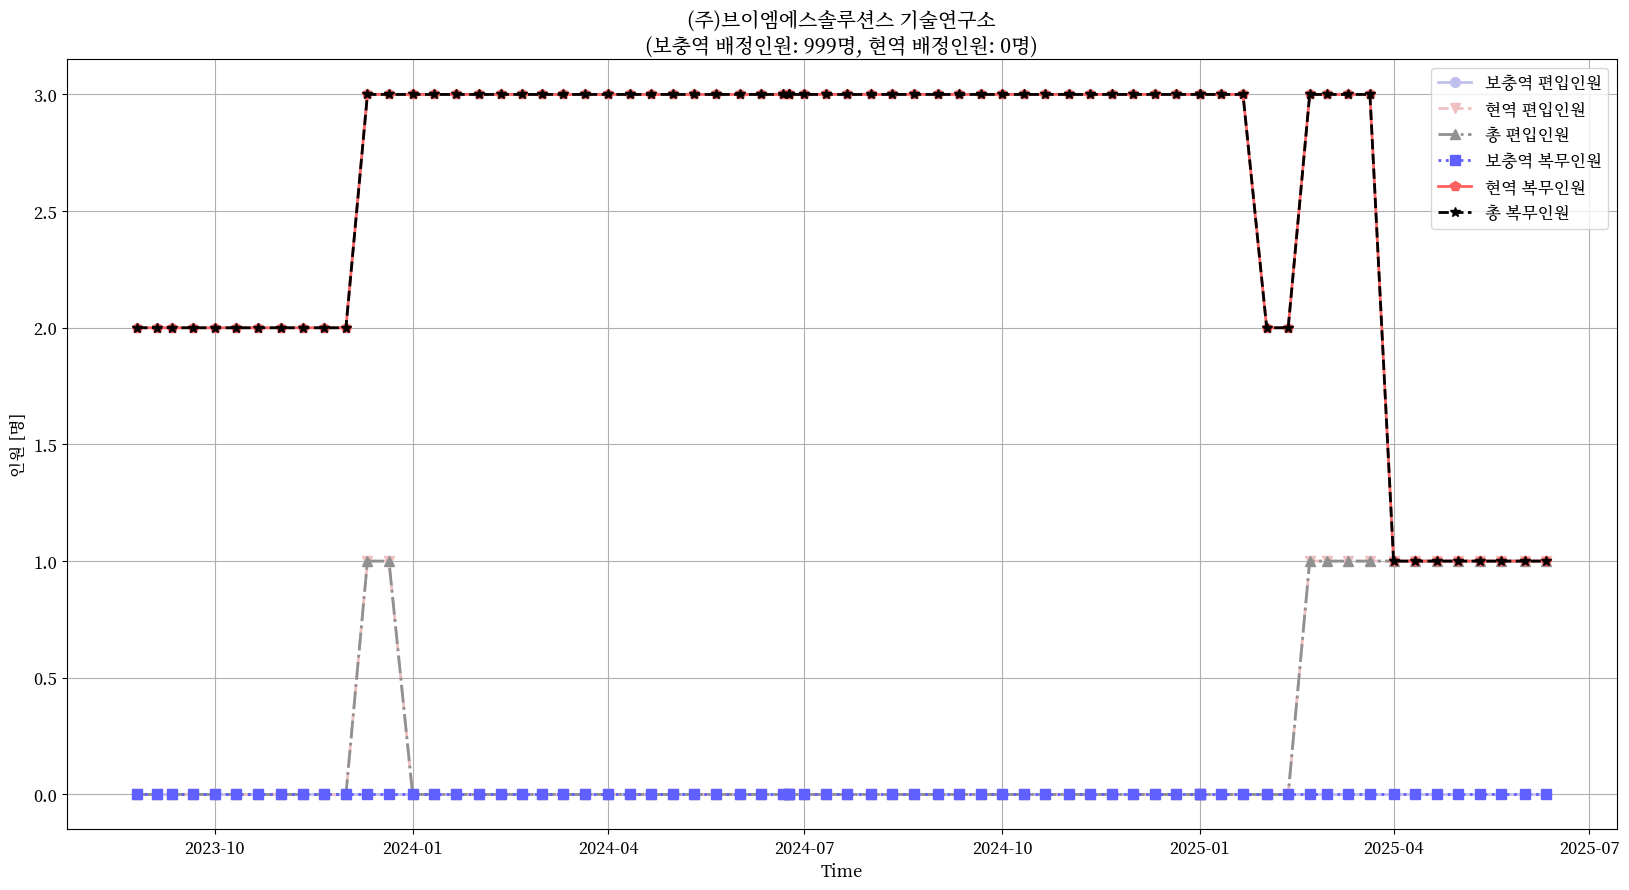 (주)브이엠에스솔루션스 기술연구소
(보충역 배정인원: 999명, 현역 배정인원: 0명)
보충역 편입인원
현역 편입인원
총 편입인원
보충역 복무인원
현역 복무인원
총 복무인원
인원 [명]
3.0
2.5
2.0
1.5
1.0
0.5
0.0
2023-10
2024-01
2024-04
2024-07
2024-10
2025-01
2025-04
2025-07
Time